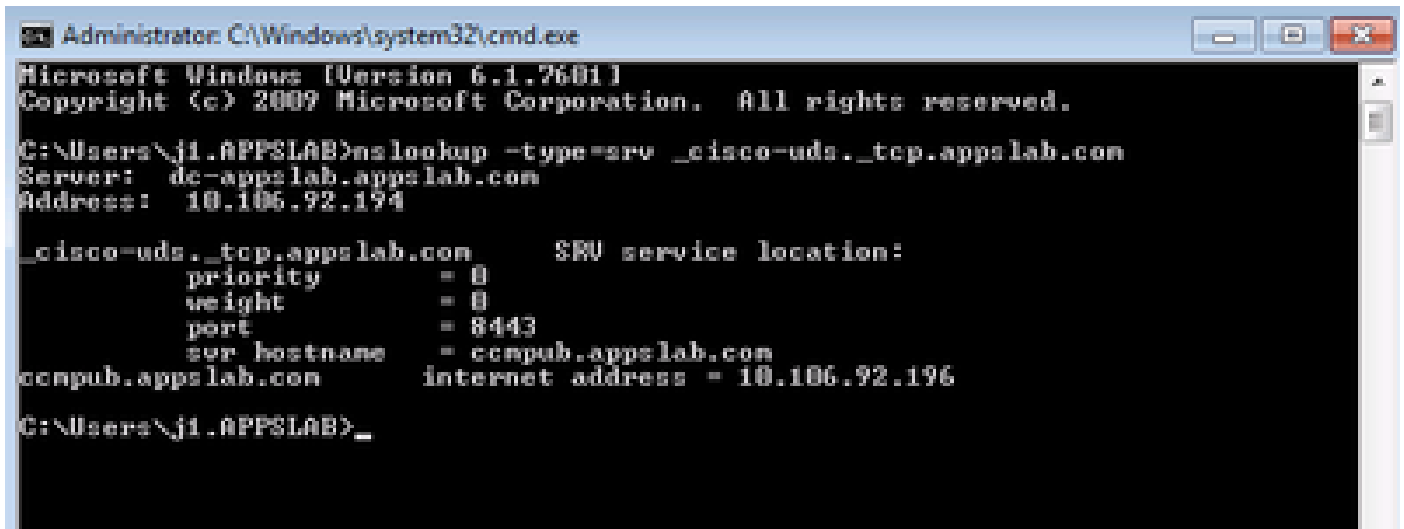 Administrator: C:\Windows\system32\cmd.exe
Microsoft Windows [Version 6.1.7601]
Copyright (c) 2009 Microsoft Corporation.  All rights reserved.
C:\Users\j1.APPSLAB>nslookup -type=srv _cisco-uds._tcp.appslab.com
Server:  dc-appslab.appslab.com
Address:  10.106.92.194
_cisco-uds._tcp.appslab.com     SRV service location:
priority       = 0
weight         = 0
port           = 8443
svr hostname   = ccmpub.appslab.com
ccmpub.appslab.com      internet address = 10.106.92.196
C:\Users\j1.APPSLAB>_